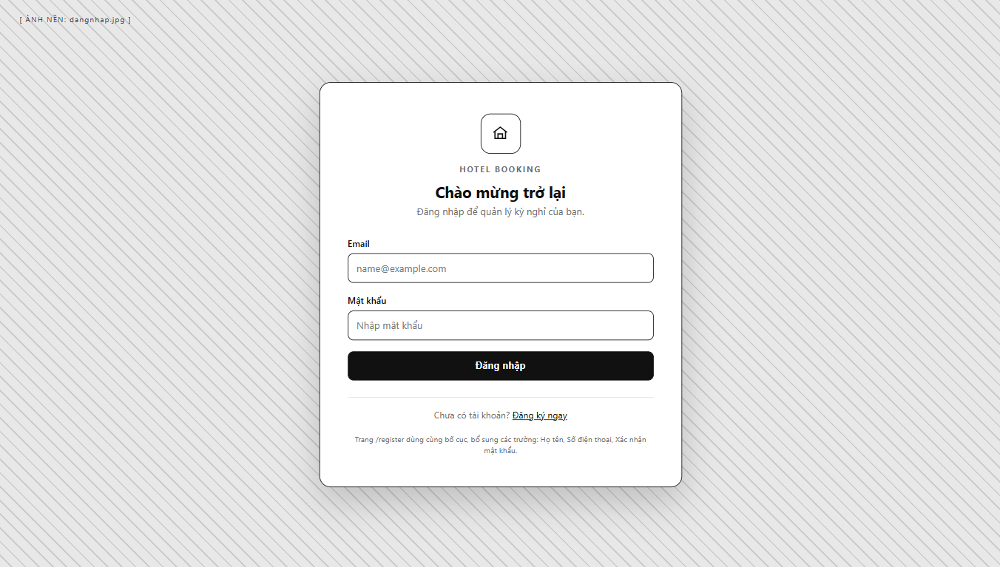 [ ẢNH NỀN: dangnhap.jpg ]
HOTEL BOOKING
Chào mừng trở lại
Đăng nhập để quản lý kỳ nghỉ của bạn.
Email
name@example.com
Mật khẩu
Nhập mật khẩu
Đăng nhập
Chưa có tài khoản? Đăng ký ngay
Trang /register dùng cùng bố cục, bổ sung các trường: Họ tên, Số điện thoại, Xác nhận
mật khẩu.